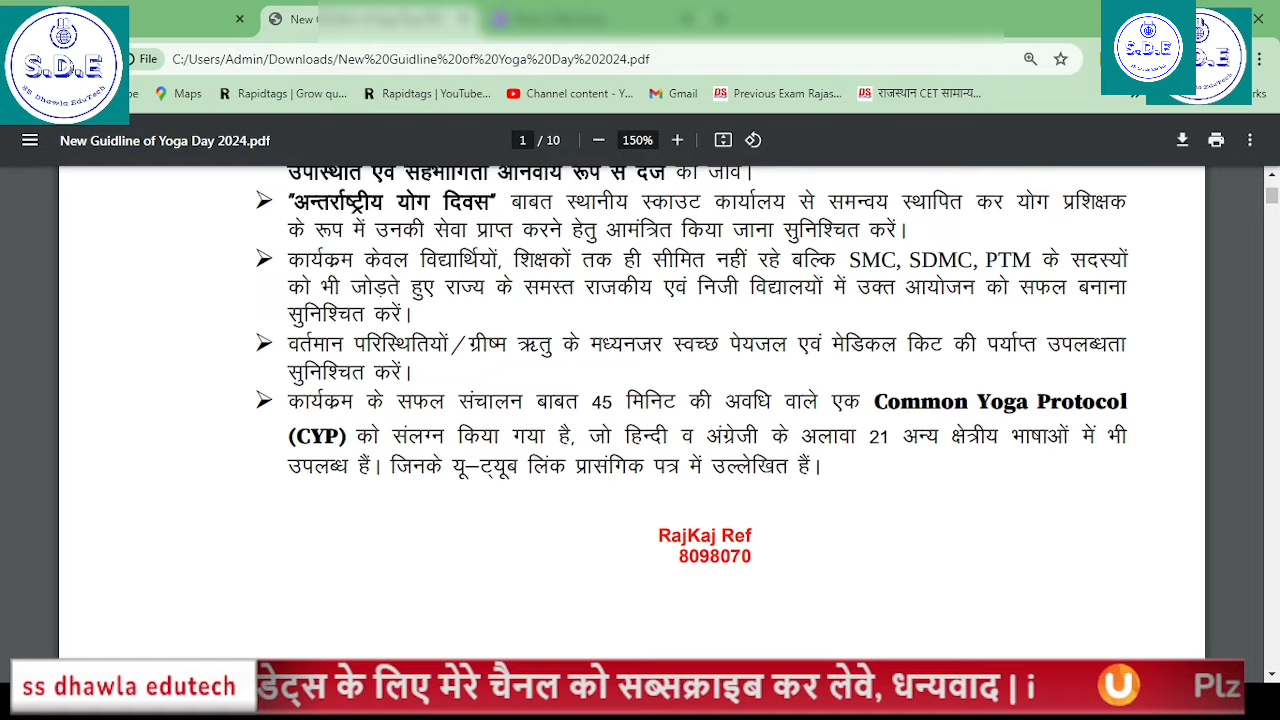 New
File
C:/Users/Admin/Downloads/New%20Guidline%20of%20Yoga%20Day%202024.pdf
Maps
Rapidtags | Grow qu...
Rapidtags | YouTube...
Channel content - Y...
Gmail
Previous Exam Rajas...
राजस्थान CET सामान्य...
S.D.E
SS Dhawla EduTech
New Guidline of Yoga Day 2024.pdf
1 / 10
150%
उपस्थिति एवं सहभागिता अनिवार्य रूप से दर्ज की जावे।
➢ "अन्तर्राष्ट्रीय योग दिवस" बाबत स्थानीय स्काउट कार्यालय से समन्वय स्थापित कर योग प्रशिक्षक
के रूप में उनकी सेवा प्राप्त करने हेतु आमंत्रित किया जाना सुनिश्चित करें।
➢ कार्यक्रम केवल विद्यार्थियों, शिक्षकों तक ही सीमित नहीं रहे बल्कि SMC, SDMC, PTM के सदस्यों
को भी जोड़ते हुए राज्य के समस्त राजकीय एवं निजी विद्यालयों में उक्त आयोजन को सफल बनाना
सुनिश्चित करें।
➢ वर्तमान परिस्थितियों/ग्रीष्म ऋतु के मध्यनजर स्वच्छ पेयजल एवं मेडिकल किट की पर्याप्त उपलब्धता
सुनिश्चित करें।
➢ कार्यक्रम के सफल संचालन बाबत 45 मिनिट की अवधि वाले एक Common Yoga Protocol
(CYP) को संलग्न किया गया है, जो हिन्दी व अंग्रेजी के अलावा 21 अन्य क्षेत्रीय भाषाओं में भी
उपलब्ध हैं। जिनके यू–ट्यूब लिंक प्रासंगिक पत्र में उल्लेखित हैं।
RajKaj Ref
8098070
ss dhawla edutech
डेट्स के लिए मेरे चैनल को सब्सक्राइब कर लेवे, धन्यवाद | i
U
Plz